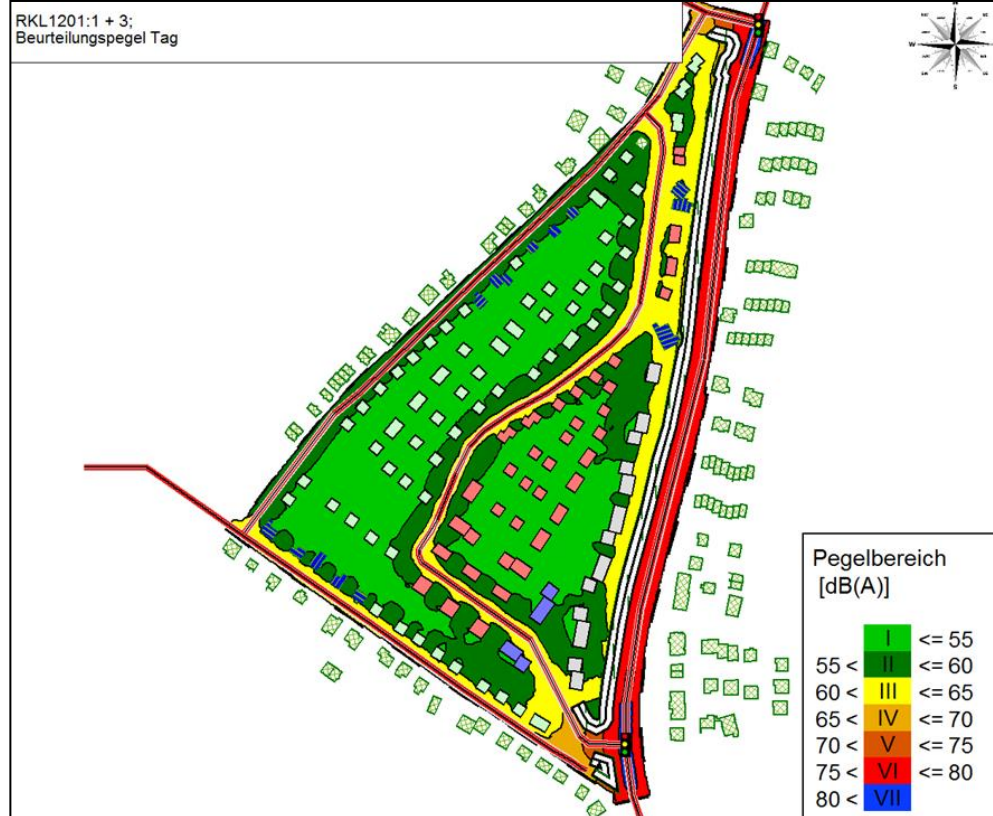 RKL1201:1 + 3;
Beurteilungspegel Tag
W
S
Pegelbereich
[dB(A)]
I <= 55
55 < II <= 60
60 < III <= 65
65 < IV <= 70
70 < V <= 75
75 < VI <= 80
80 < VII